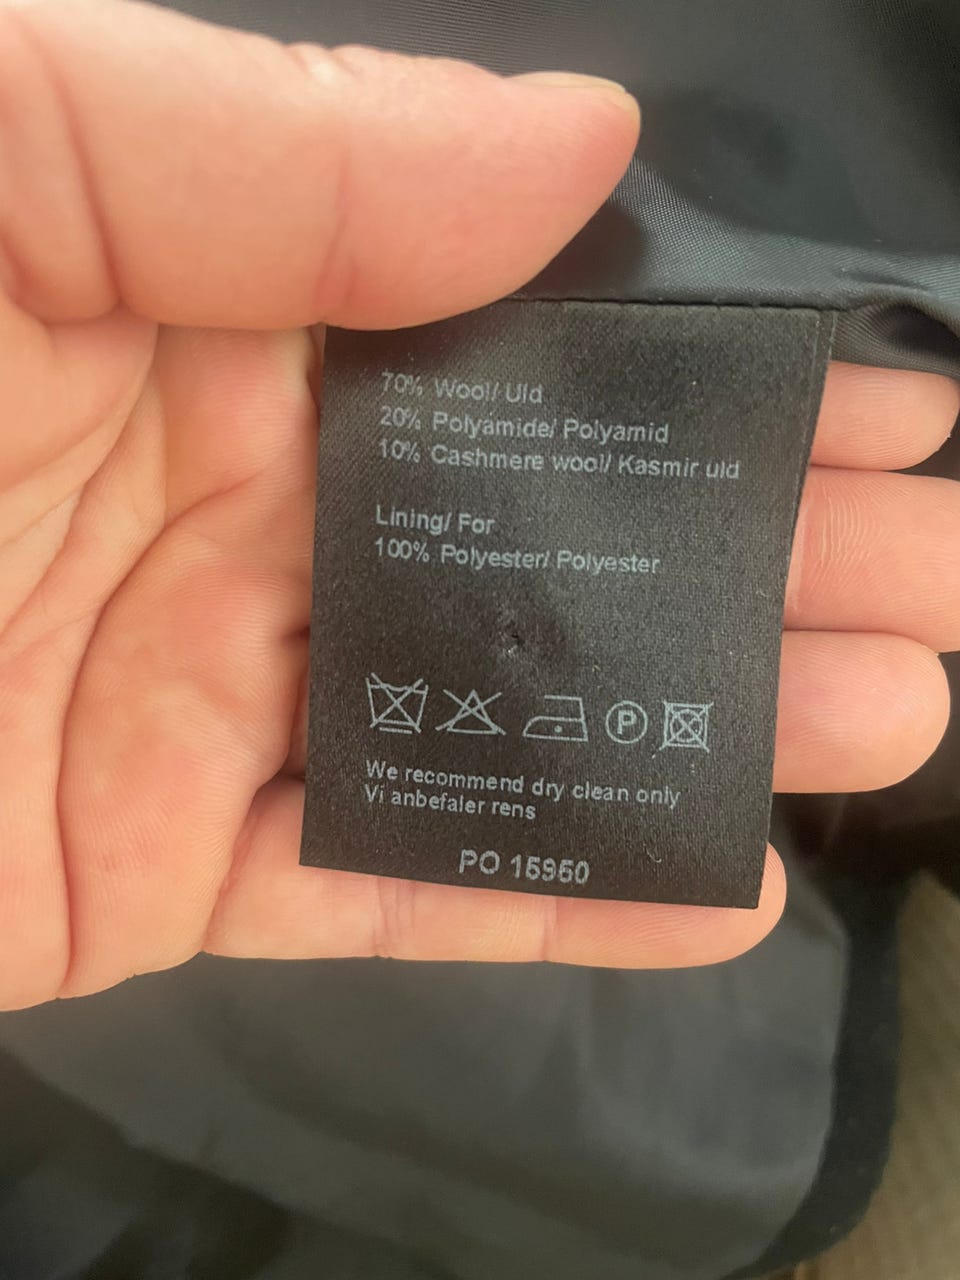 70% Wool/ Uld
20% Polyamide/ Polyamid
10% Cashmere wool/ Kasmir uld
Lining/ For
100% Polyester/ Polyester
P
We recommend dry clean only
Vi anbefaler rens
PO 15950